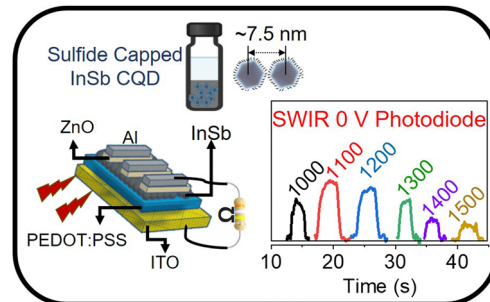 Sulfide Capped
InSb CQD
~7.5 nm
ZnO
Al
InSb
PEDOT:PSS
ITO
Ω
SWIR 0 V Photodiode
1000
1100
1200
1300
1400
1500
10 20 30 40
Time (s)